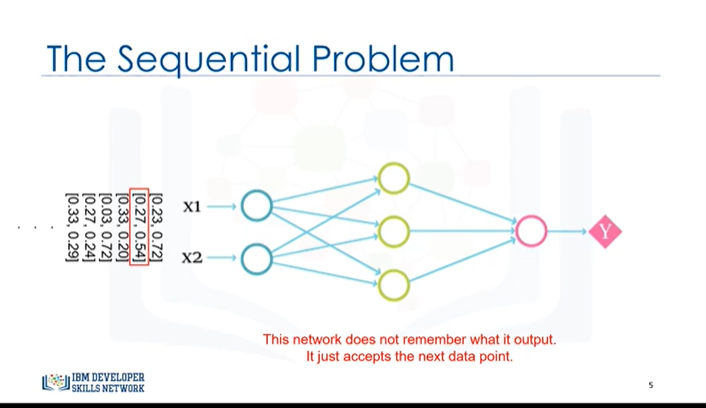 The Sequential Problem
. . .
[0.33, 0.29]
[0.27, 0.24]
[0.03, 0.72]
[0.33, 0.20]
[0.27, 0.54]
[0.23, 0.72]
X1
X2
Y
This network does not remember what it output.
It just accepts the next data point.
IBM DEVELOPER
SKILLS NETWORK
5